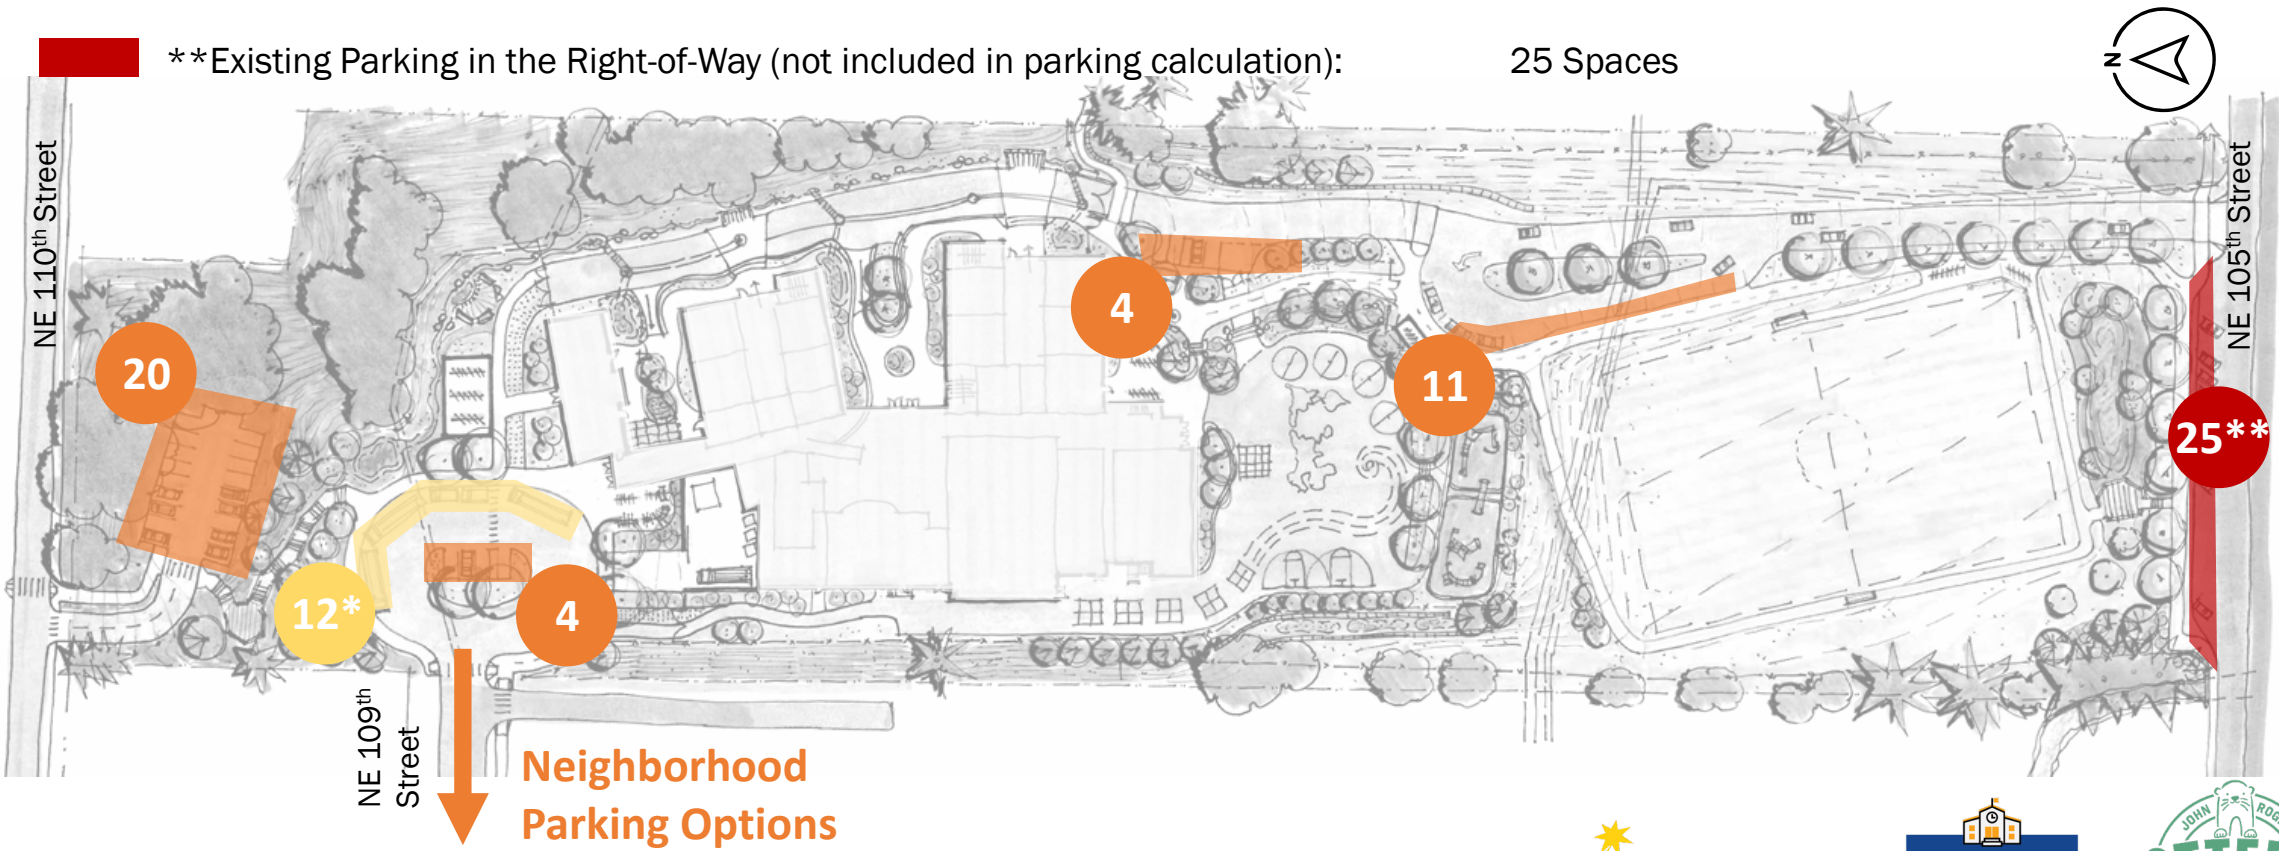 **Existing Parking in the Right-of-Way (not included in parking calculation): 25 Spaces
N
NE 110th Street
NE 105th Street
20
4
11
25**
12*
4
NE 109th
Street
Neighborhood
Parking Options
JOHN